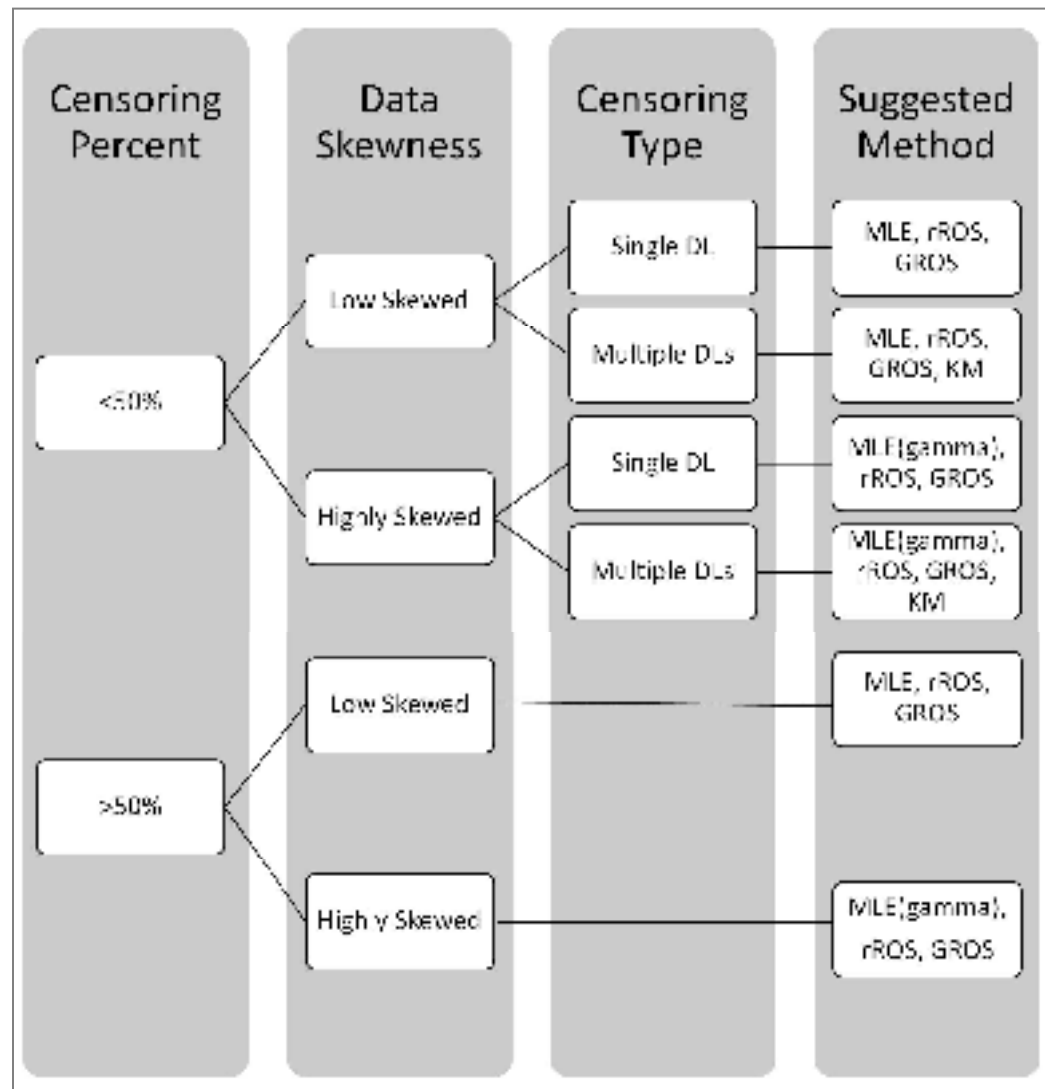 Censoring
Percent
Data
Skewness
Censoring
Type
Suggested
Method
<50%
Low Skewed
Single DL
MLE, rROS,
GROS
Multiple DLs
MLE, rROS,
GROS, KM
Highly Skewed
Single DL
MLE(gamma),
rROS, GROS
Multiple DLs
MLE(gamma),
rROS, GROS,
KM
>50%
Low Skewed
MLE, rROS,
GROS
Highly Skewed
MLE(gamma),
rROS, GROS